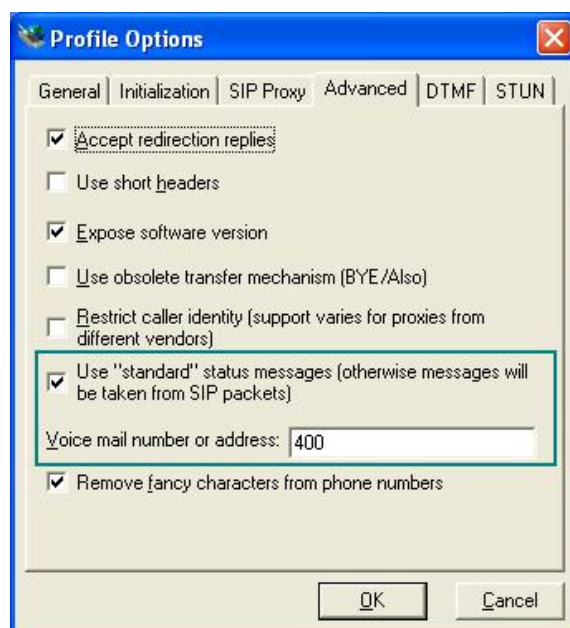 Profile Options
General Initialization SIP Proxy Advanced DTMF STUN
Accept redirection replies
Use short headers
Expose software version
Use obsolete transfer mechanism (BYE/Also)
Restrict caller identity (support varies for proxies from
different vendors)
Use "standard" status messages (otherwise messages will
be taken from SIP packets)
Voice mail number or address: 400
Remove fancy characters from phone numbers
OK Cancel